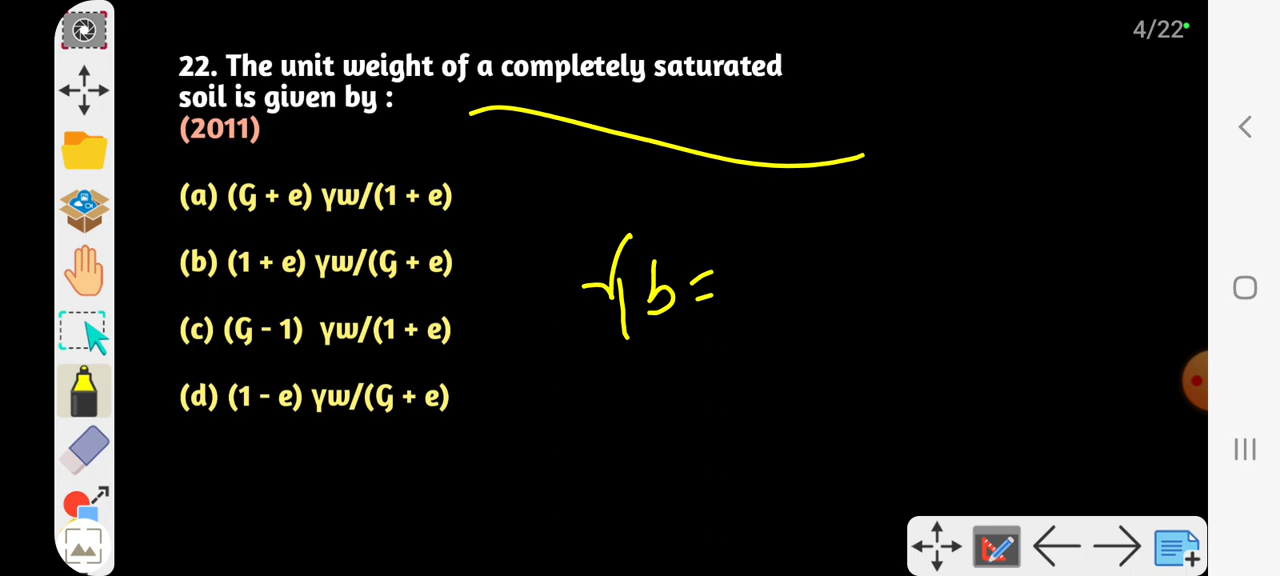 4/22
22. The unit weight of a completely saturated
soil is given by :
(2011)
(a) (G + e) γw/(1 + e)
(b) (1 + e) γw/(G + e)
(c) (G - 1) γw/(1 + e)
(d) (1 - e) γw/(G + e)
b =